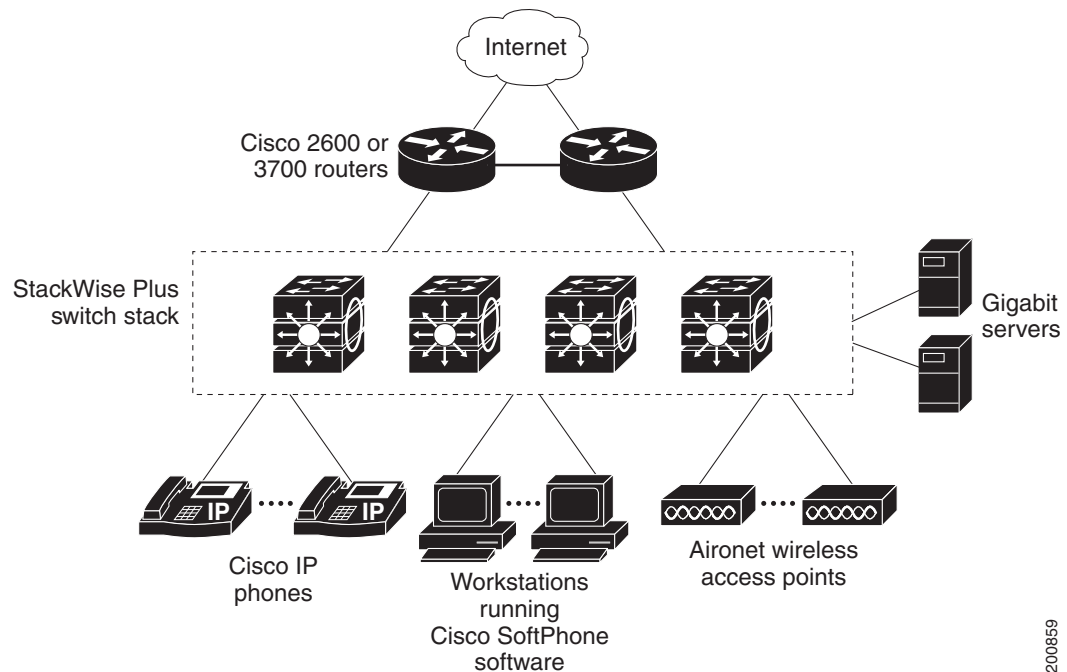 Internet
Cisco 2600 or
3700 routers
StackWise Plus
switch stack
Gigabit
servers
IP
IP
Cisco IP
phones
Workstations
running
Cisco SoftPhone
software
Aironet wireless
access points
200859